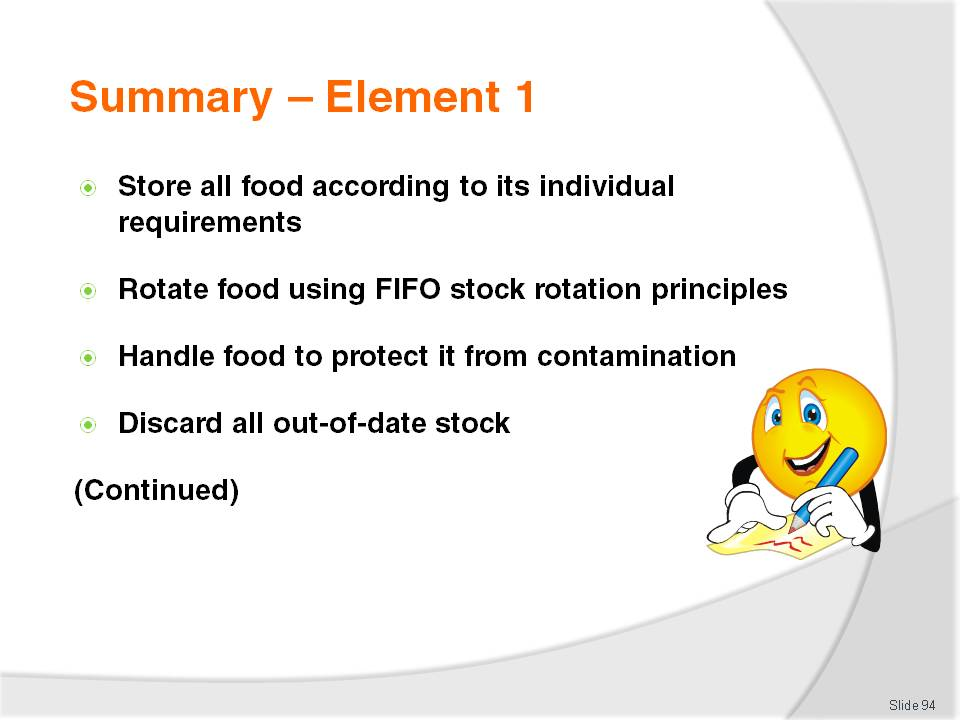 Summary – Element 1
Store all food according to its individual
requirements
Rotate food using FIFO stock rotation principles
Handle food to protect it from contamination
Discard all out-of-date stock
(Continued)
Slide 94